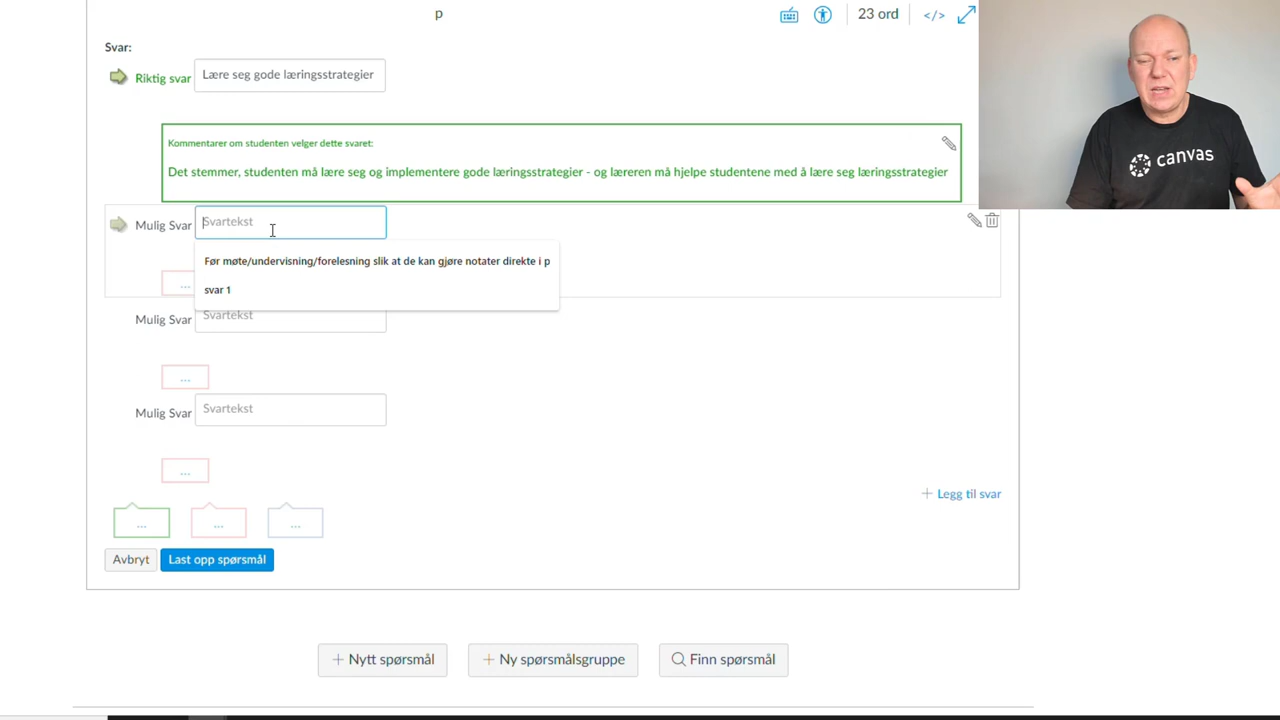 p
23 ord
</>
Svar:
Riktig svar
Lære seg gode læringsstrategier
Kommentarer om studenten velger dette svaret:
Det stemmer, studenten må lære seg og implementere gode læringsstrategier - og læreren må hjelpe studentene med å lære seg læringsstrategier
Mulig Svar
Svartekst
Før møte/undervisning/forelesning slik at de kan gjøre notater direkte i p
svar 1
...
Mulig Svar
Svartekst
...
Mulig Svar
Svartekst
...
+ Legg til svar
...
...
...
Avbryt
Last opp spørsmål
+ Nytt spørsmål
+ Ny spørsmålsgruppe
Finn spørsmål
canvas